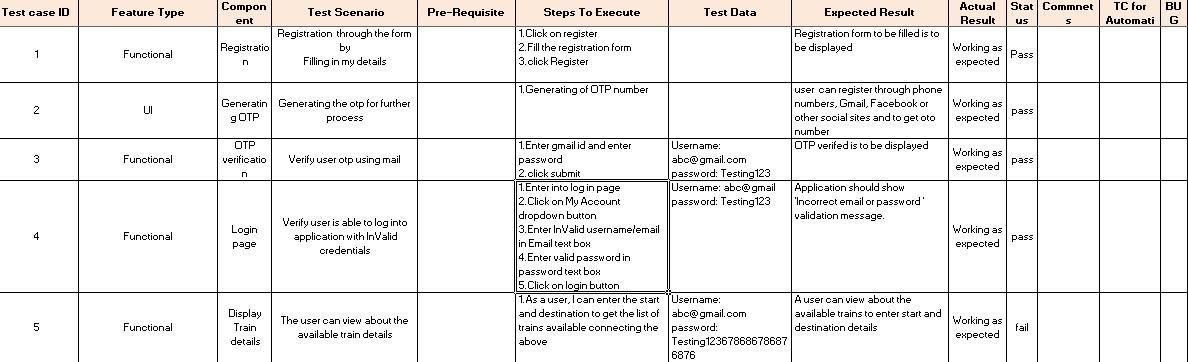 Test case ID Feature Type Compon ent Test Scenario Pre-Requisite Steps To Execute Test Data Expected Result Actual Result Stat us Commnet s TC for Automati BU G
1 Functional Registratio n Registration through the form by Filling in my details 1.Click on register 2.Fill the registration form 3.click Register Registration form to be filled is to be displayed Working as expected Pass
2 UI Generatin g OTP Generating the otp for further process 1.Generating of OTP number user can register through phone numbers, Gmail, Facebook or other social sites and to get oto number Working as expected pass
3 Functional OTP verificatio n Verify user otp using mail 1.Enter gmail id and enter password 2.click submit Username: abc@gmail.com password: Testing123 OTP verifed is to be displayed Working as expected pass
4 Functional Login page Verify user is able to log into application with InValid credentials 1.Enter into log in page 2.Click on My Account dropdown button 3.Enter InValid username/email in Email text box 4.Enter valid password in password text box 5.Click on login button Username: abc@gmail password: Testing123 Application should show 'Incorrect email or password ' validation message. Working as expected pass
5 Functional Display Train details The user can view about the available train details 1.As a user, I can enter the start and destination to get the list of trains available connecting the above Username: abc@gmail.com password: Testing12367868678687 6876 A user can view about the available trains to enter start and destination details Working as expected fail